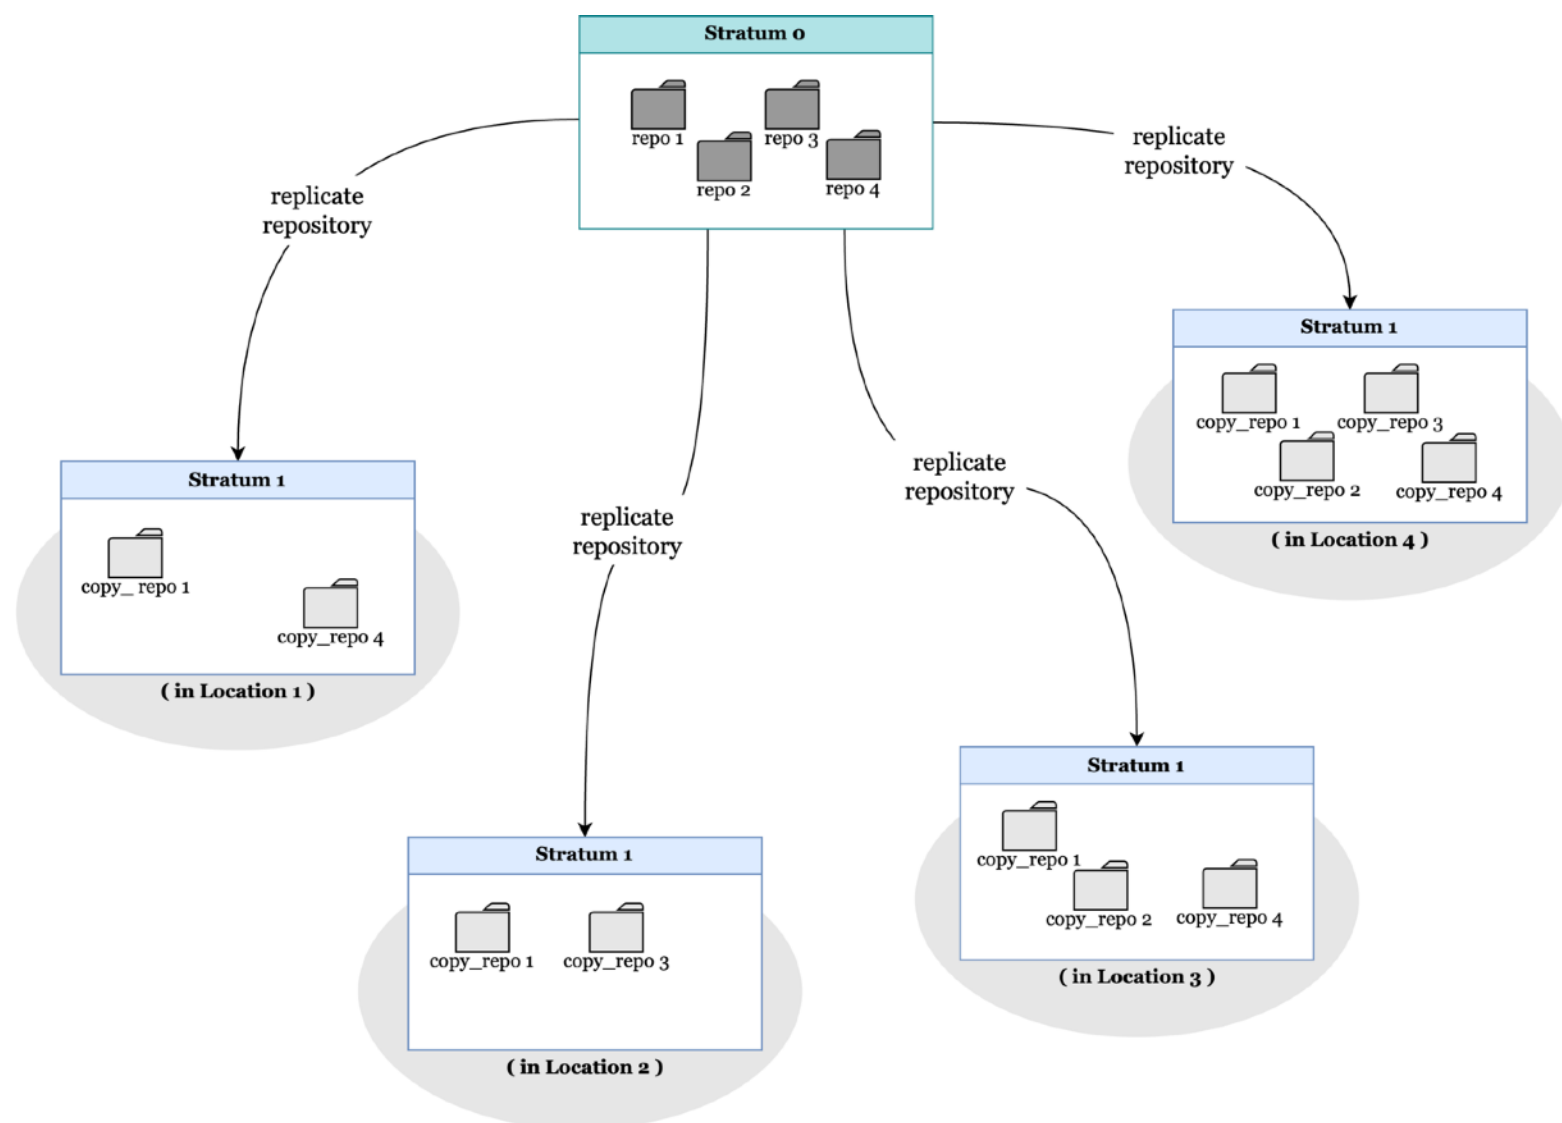 Stratum 0
repo 1
repo 3
repo 2
repo 4
replicate
repository
replicate
repository
replicate
repository
replicate
repository
Stratum 1
copy_ repo 1
copy_repo 4
( in Location 1 )
Stratum 1
copy_repo 1
copy_repo 3
( in Location 2 )
Stratum 1
copy_repo 1
copy_repo 2
copy_repo 4
( in Location 3 )
Stratum 1
copy_repo 1
copy_repo 3
copy_repo 2
copy_repo 4
( in Location 4 )